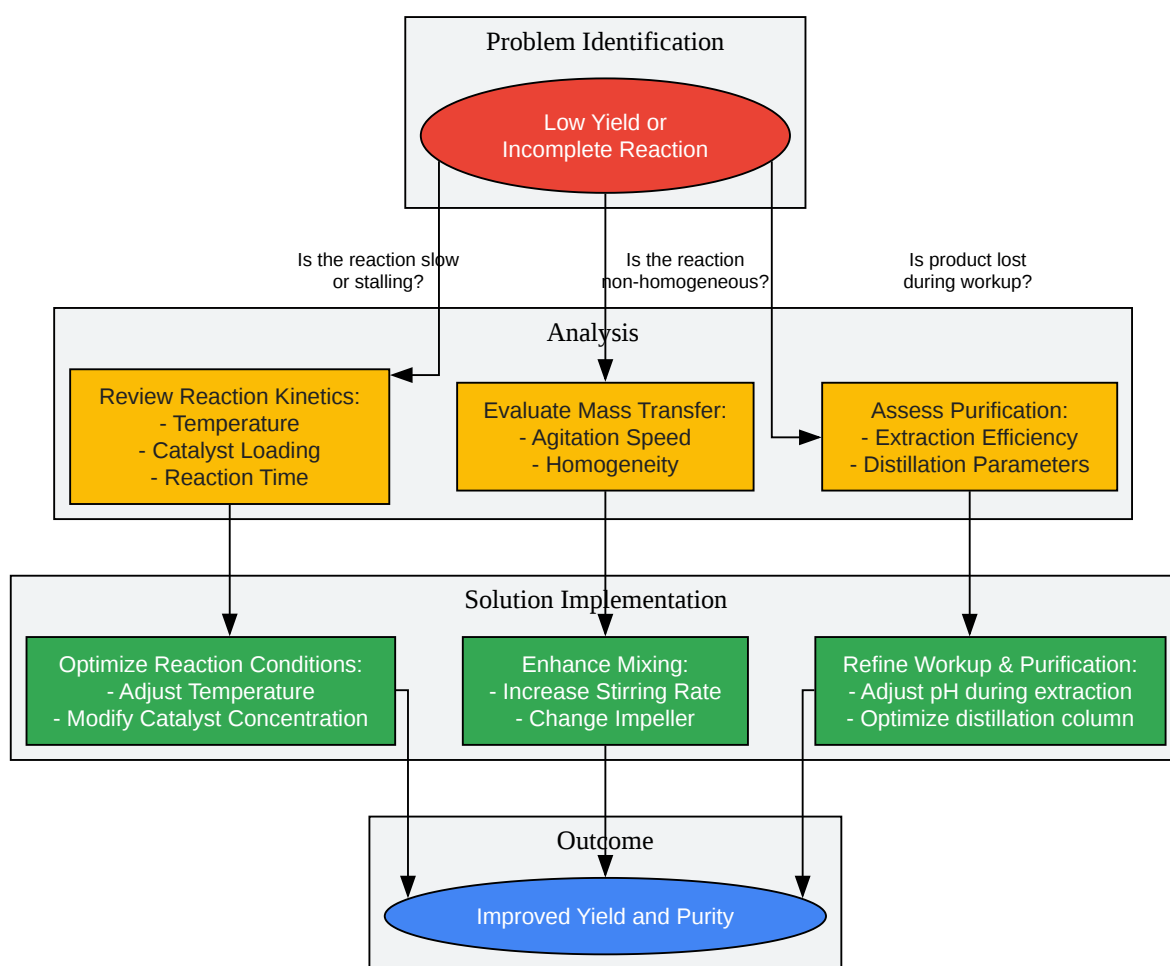 Problem Identification
Low Yield or
Incomplete Reaction
Is the reaction slow
or stalling?
Is the reaction
non-homogeneous?
Is product lost
during workup?
Analysis
Review Reaction Kinetics:
- Temperature
- Catalyst Loading
- Reaction Time
Evaluate Mass Transfer:
- Agitation Speed
- Homogeneity
Assess Purification:
- Extraction Efficiency
- Distillation Parameters
Solution Implementation
Optimize Reaction Conditions:
- Adjust Temperature
- Modify Catalyst Concentration
Enhance Mixing:
- Increase Stirring Rate
- Change Impeller
Refine Workup & Purification:
- Adjust pH during extraction
- Optimize distillation column
Outcome
Improved Yield and Purity